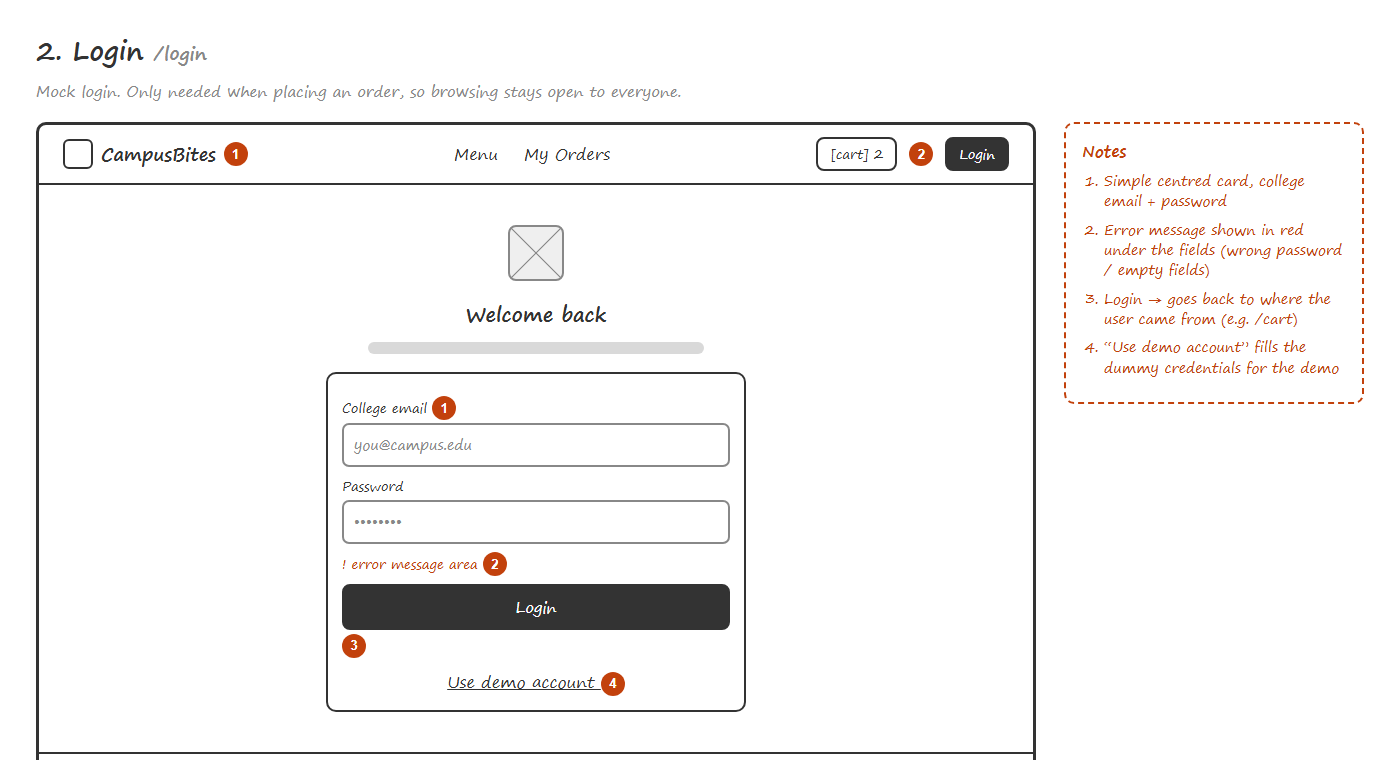 2. Login /login
Mock login. Only needed when placing an order, so browsing stays open to everyone.
CampusBites 1 Menu My Orders [cart] 2 2 Login
Welcome back
College email 1
you@campus.edu
Password
••••••••
! error message area 2
Login
3
Use demo account 4
Notes
1. Simple centred card, college
email + password
2. Error message shown in red
under the fields (wrong password
/ empty fields)
3. Login → goes back to where the
user came from (e.g. /cart)
4. “Use demo account” fills the
dummy credentials for the demo